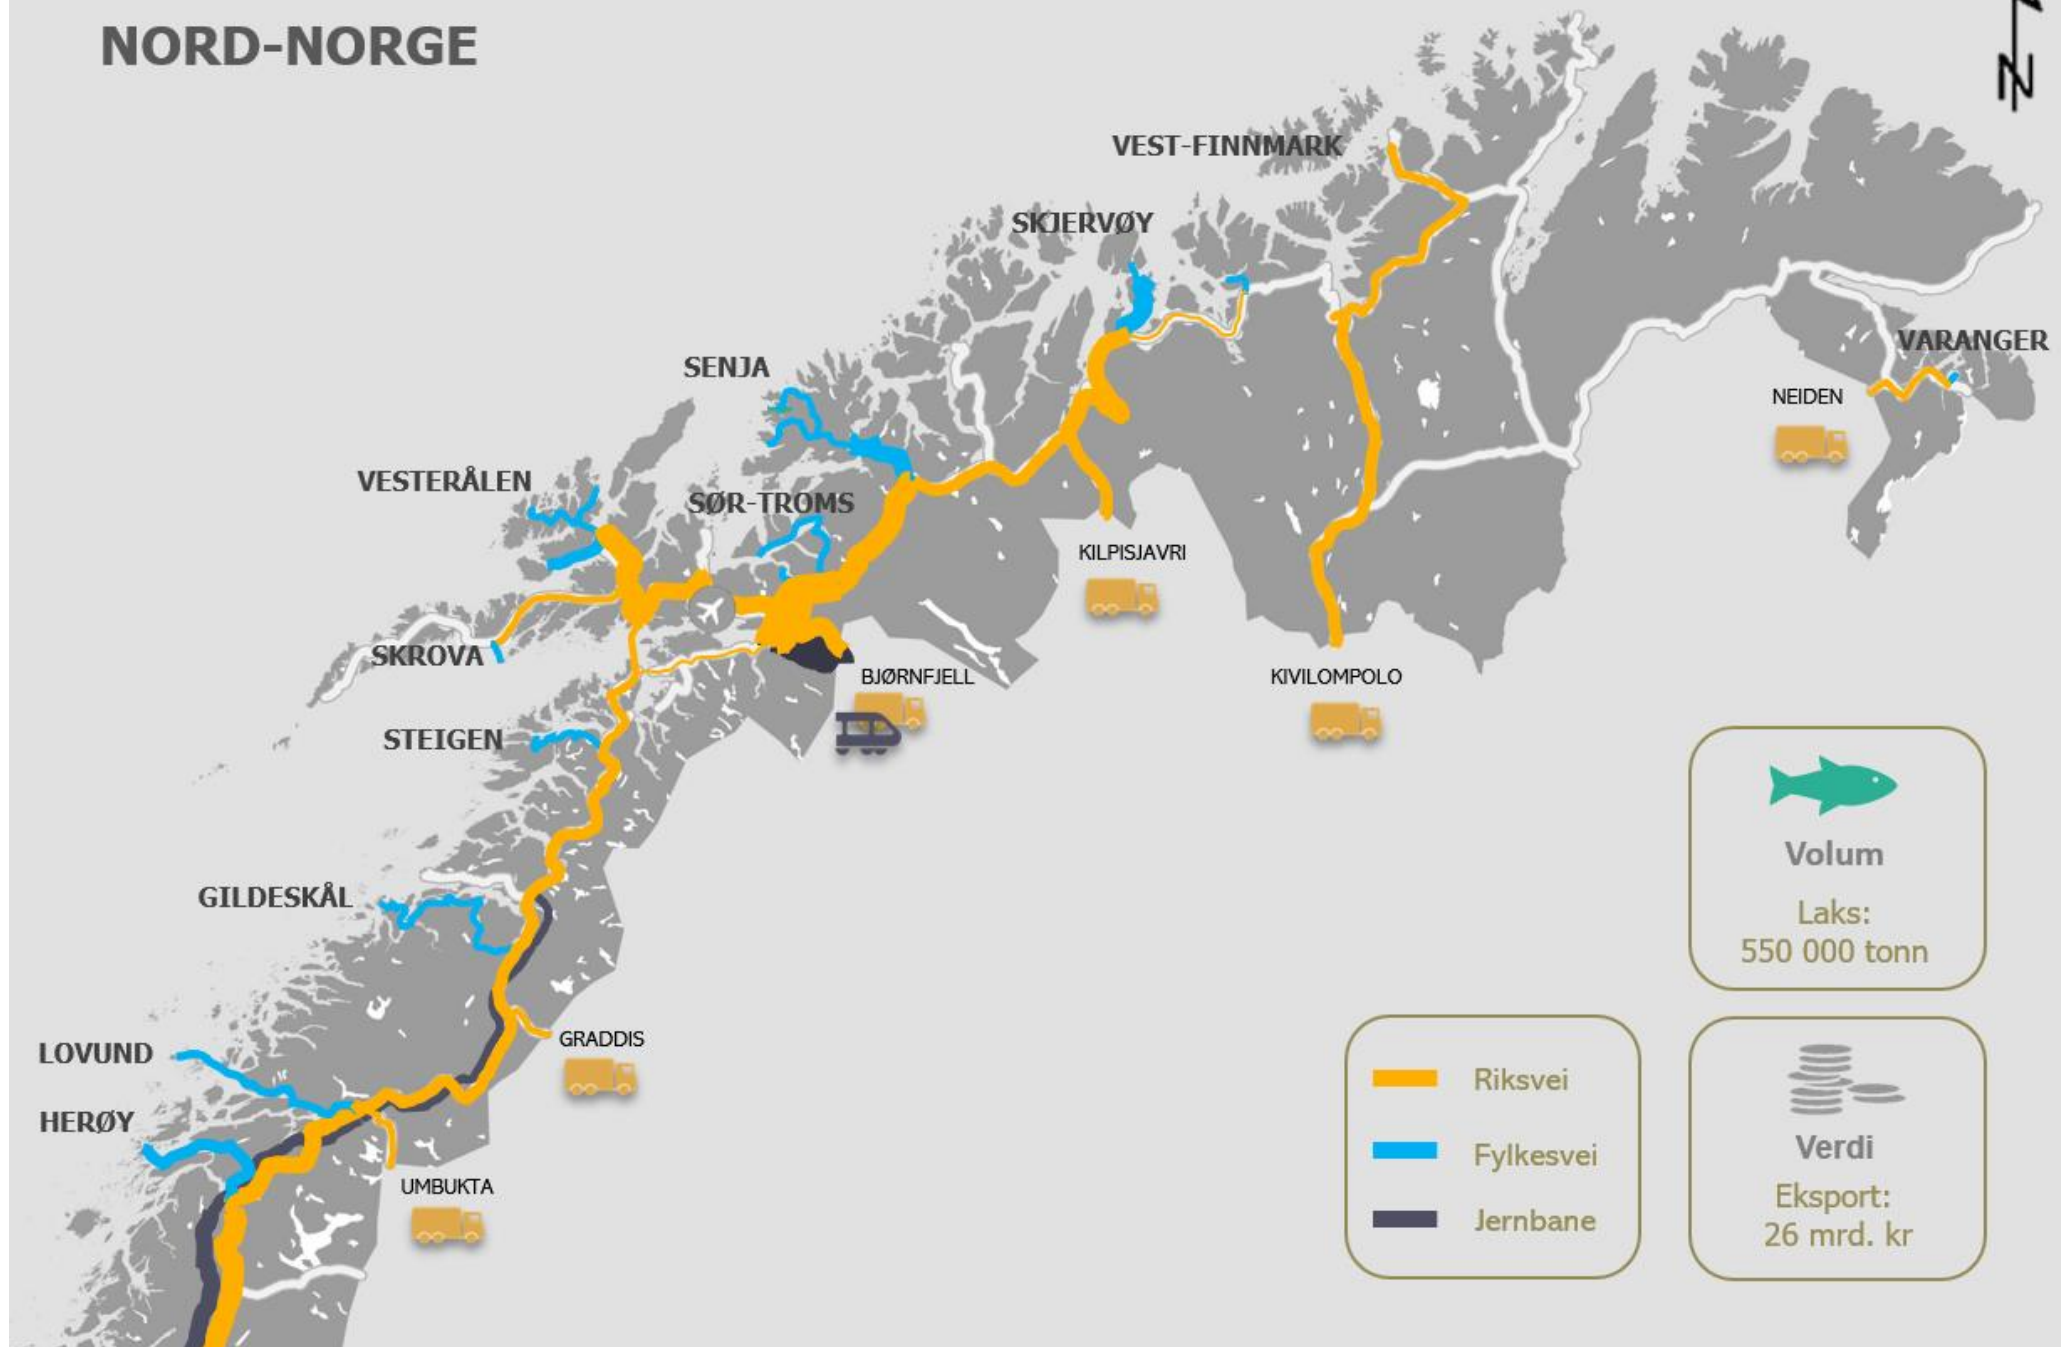 NORD-NORGE
N
VEST-FINNMARK
SKJERVØY
VARANGER
SENJA
NEIDEN
VESTERÅLEN
SØR-TROMS
KILPISJAVRI
SKROVA
BJØRNFJELL
KIVILOMPOLO
STEIGEN
GILDESKÅL
GRADDIS
LOVUND
HERØY
UMBUKTA
Volum
Laks:
550 000 tonn
Riksvei
Fylkesvei
Jernbane
Verdi
Eksport:
26 mrd. kr